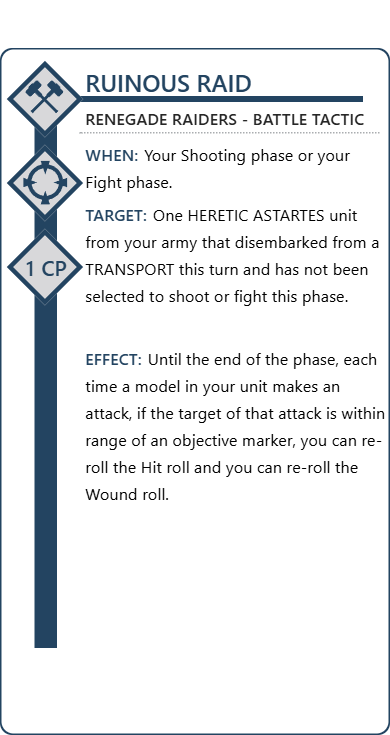 RUINOUS RAID
RENEGADE RAIDERS - BATTLE TACTIC
WHEN: Your Shooting phase or your
Fight phase.
TARGET: One HERETIC ASTARTES unit
from your army that disembarked from a
1 CP
TRANSPORT this turn and has not been
selected to shoot or fight this phase.
EFFECT: Until the end of the phase, each
time a model in your unit makes an
attack, if the target of that attack is within
range of an objective marker, you can re-
roll the Hit roll and you can re-roll the
Wound roll.